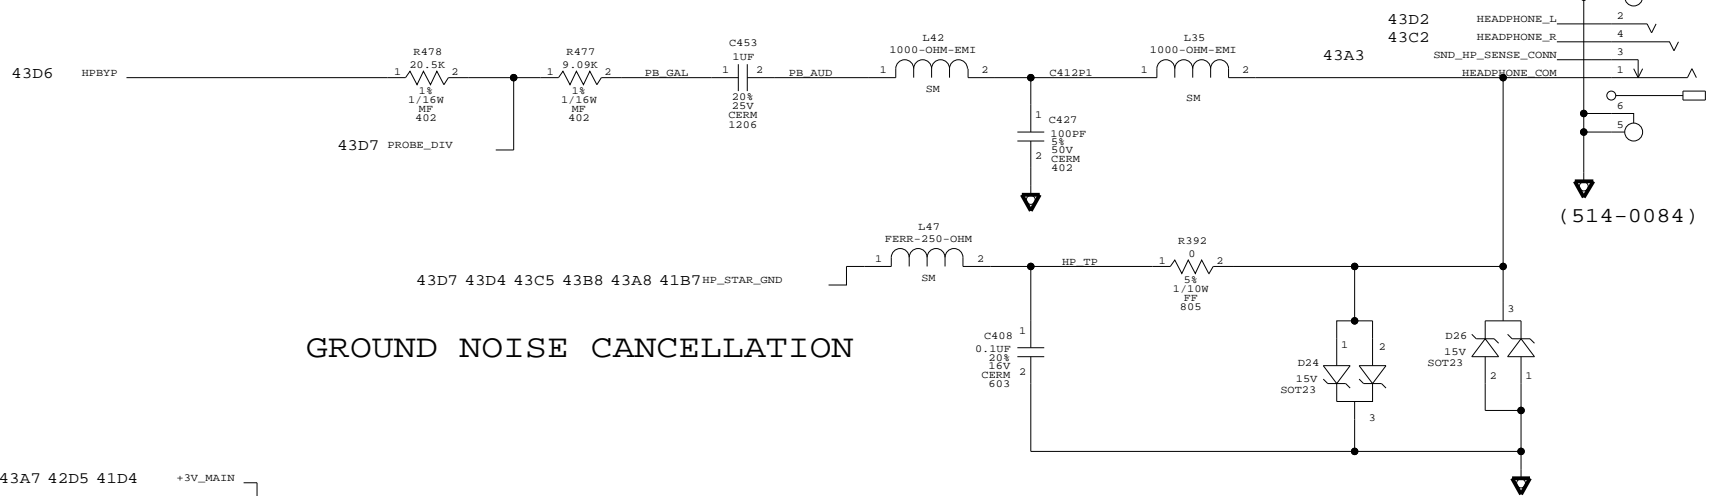 43D2 HEADPHONE_L 2
43C2 HEADPHONE_R 4
43A3 SND_HP_SENSE_CONN 3
HEADPHONE_COM 1
6
5
(514-0084)
43D6 HPBYP
R478
20.5K
1 2
1%
1/16W
MF
402
43D7 PROBE_DIV
R477
9.09K
1 2
1%
1/16W
MF
402
PB_GAL
C453
1UF
1 2
20%
25V
CERM
1206
PB_AUD
L42
1000-OHM-EMI
1 2
SM
C412P1
1
C427
100PF
5%
50V
2 CERM
402
L35
1000-OHM-EMI
1 2
SM
43D7 43D4 43C5 43B8 43A8 41B7 HP_STAR_GND
L47
FERR-250-OHM
1 2
SM
HP_TP
R392
0
1 2
5%
1/10W
FF
805
GROUND NOISE CANCELLATION
1
C408
0.1UF
20%
16V
CERM 2
603
1 2
D24
15V
SOT23
3
3
D26
15V
SOT23
2 1
43A7 42D5 41D4 +3V_MAIN